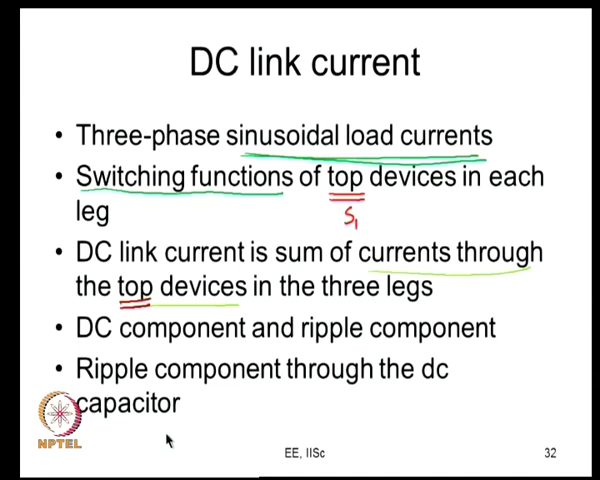 DC link current
• Three-phase sinusoidal load currents
• Switching functions of top devices in each
leg
S1
• DC link current is sum of currents through
the top devices in the three legs
• DC component and ripple component
• Ripple component through the dc
capacitor
NPTEL
EE, IISc
32